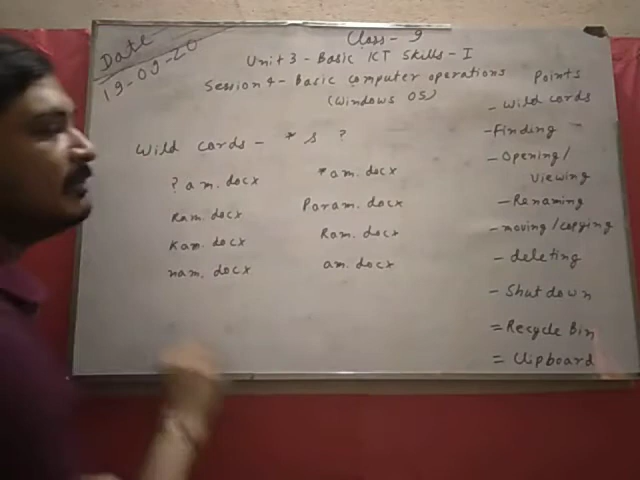 Date
19-09-20
Class - 9
Unit 3 - Basic ICT Skills - I
Session 4 - Basic computer operations
(Windows OS)
Wild cards - * & ?
?am.docx
Ram.docx
Kam.docx
nam.docx
*am.docx
Param.docx
Ram.docx
am.docx
Points
- Wild cards
- Finding
- Opening/
viewing
- Renaming
- moving/copying
- deleting
- Shut down
= Recycle Bin
= Clipboard